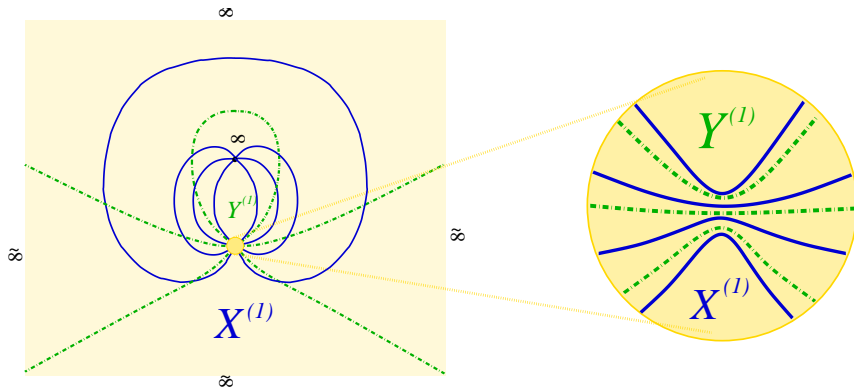 ∞
∞
Y^(1)
Y^(1)
∞
∞
X^(1)
X^(1)
∞